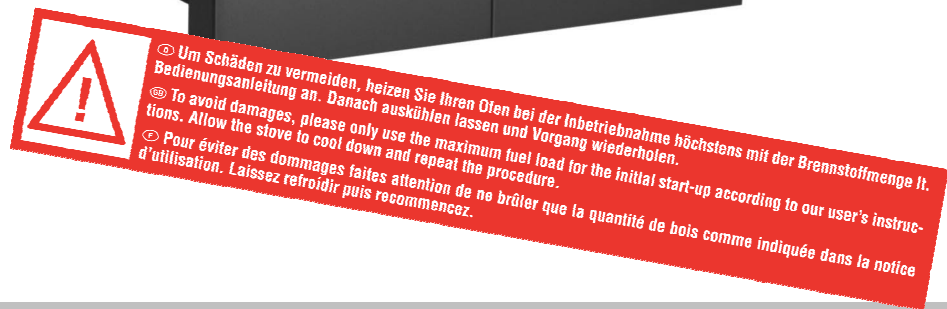 D Um Schäden zu vermeiden, heizen Sie Ihren Ofen bei der Inbetriebnahme höchstens mit der Brennstoffmenge lt.
Bedienungsanleitung an. Danach auskühlen lassen und Vorgang wiederholen.
GB To avoid damages, please only use the maximum fuel load for the initial start-up according to our user's instruc-
tions. Allow the stove to cool down and repeat the procedure.
F Pour éviter des dommages faites attention de ne brûler que la quantité de bois comme indiquée dans la notice
d'utilisation. Laissez refroidir puis recommencez.